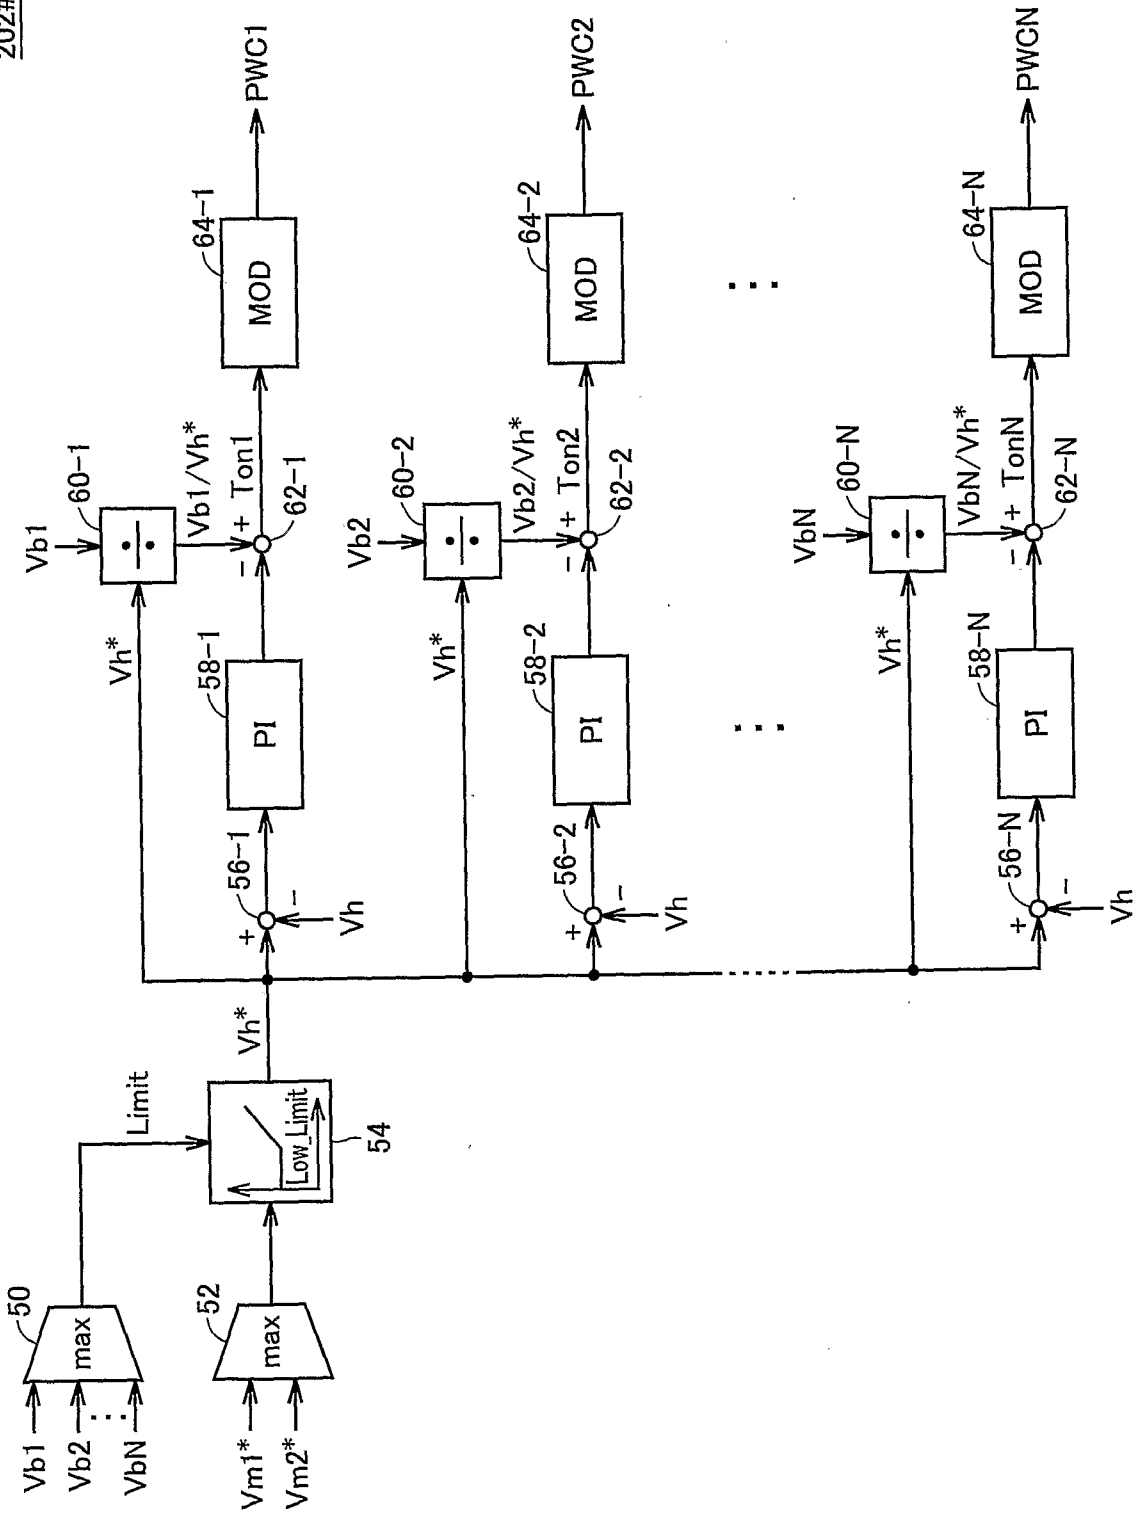 202#
Vb1
Vb2
VbN
max
50
Limit
Vm1*
Vm2*
max
52
Low_Limit
54
Vh*
Vh*
Vb1
60-1
Vb1/Vh*
+
-
Vh
56-1
PI
58-1
-
+
Ton1
62-1
MOD
64-1
PWC1
Vh*
Vb2
60-2
Vb2/Vh*
+
-
Vh
56-2
PI
58-2
-
+
Ton2
62-2
MOD
64-2
PWC2
Vh*
VbN
60-N
VbN/Vh*
+
-
Vh
56-N
PI
58-N
-
+
TonN
62-N
MOD
64-N
PWCN